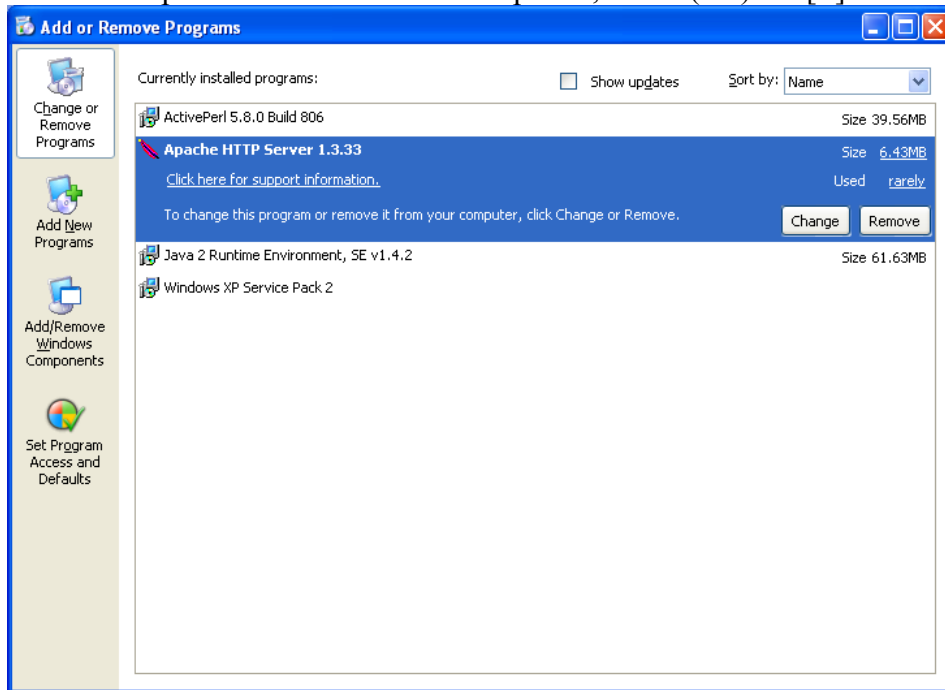 Add or Remove Programs
Change or
Remove
Programs
Add New
Programs
Add/Remove
Windows
Components
Set Program
Access and
Defaults
Currently installed programs:
Show updates
Sort by: Name
ActivePerl 5.8.0 Build 806 Size 39.56MB
Apache HTTP Server 1.3.33 Size 6.43MB
Click here for support information. Used rarely
To change this program or remove it from your computer, click Change or Remove. Change Remove
Java 2 Runtime Environment, SE v1.4.2 Size 61.63MB
Windows XP Service Pack 2